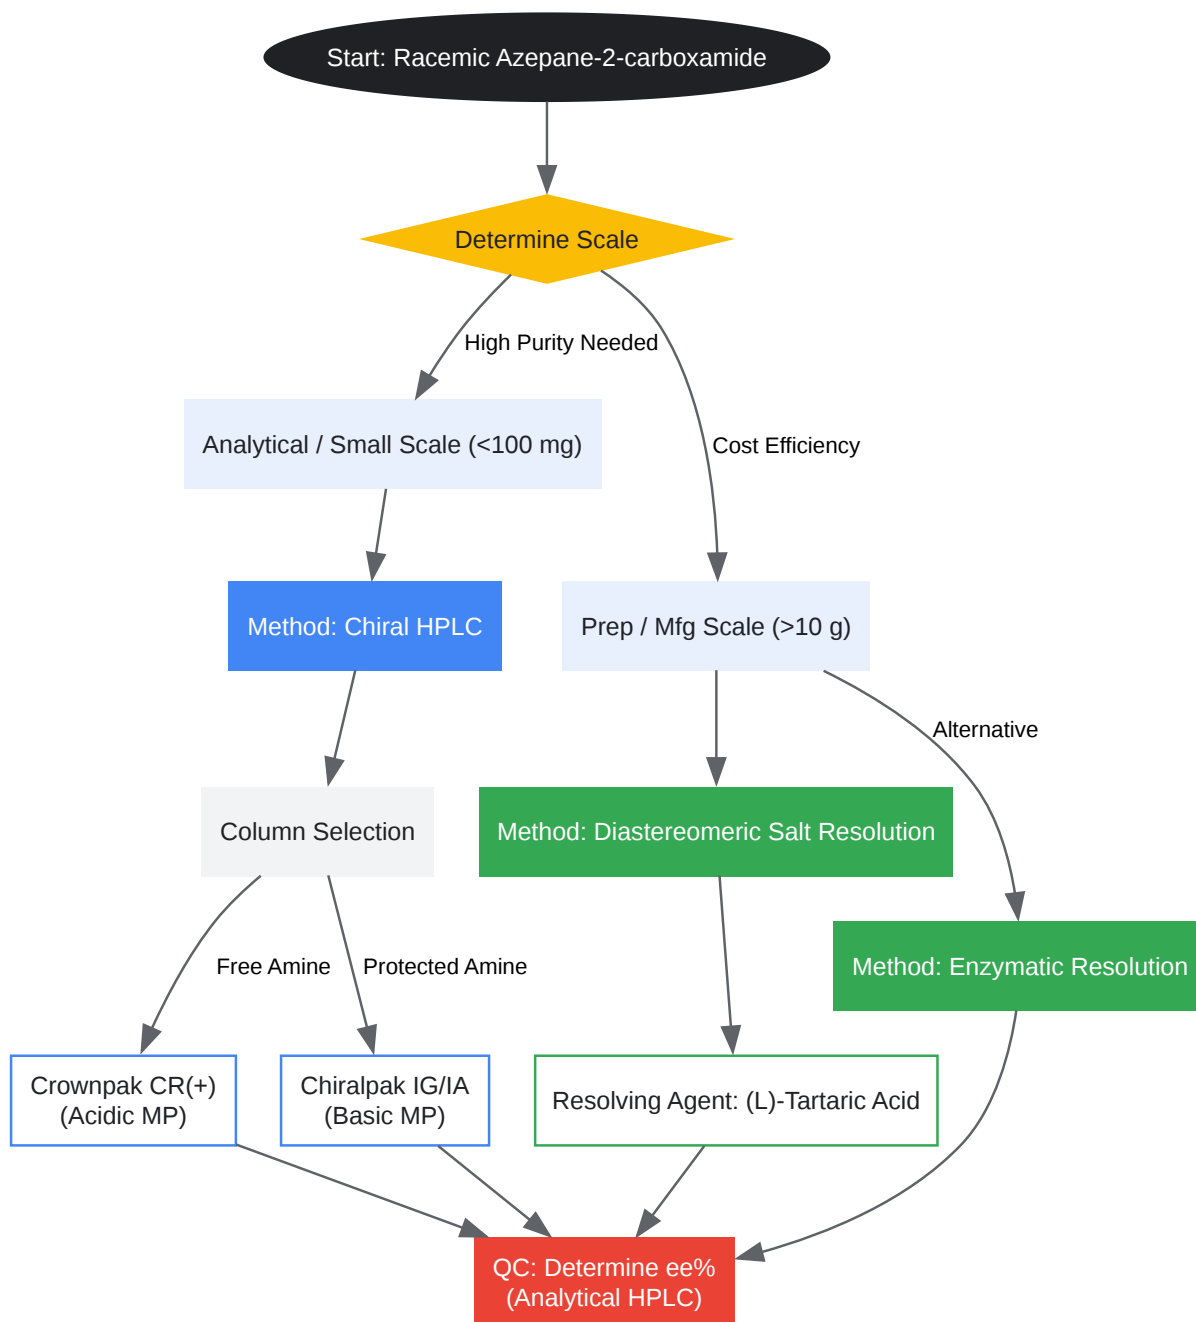 Start: Racemic Azepane-2-carboxamide
Determine Scale
High Purity Needed
Analytical / Small Scale (<100 mg)
Cost Efficiency
Method: Chiral HPLC
Prep / Mfg Scale (>10 g)
Alternative
Column Selection
Method: Diastereomeric Salt Resolution
Free Amine
Protected Amine
Method: Enzymatic Resolution
Crownpak CR(+)
(Acidic MP)
Chiralpak IG/IA
(Basic MP)
Resolving Agent: (L)-Tartaric Acid
QC: Determine ee%
(Analytical HPLC)